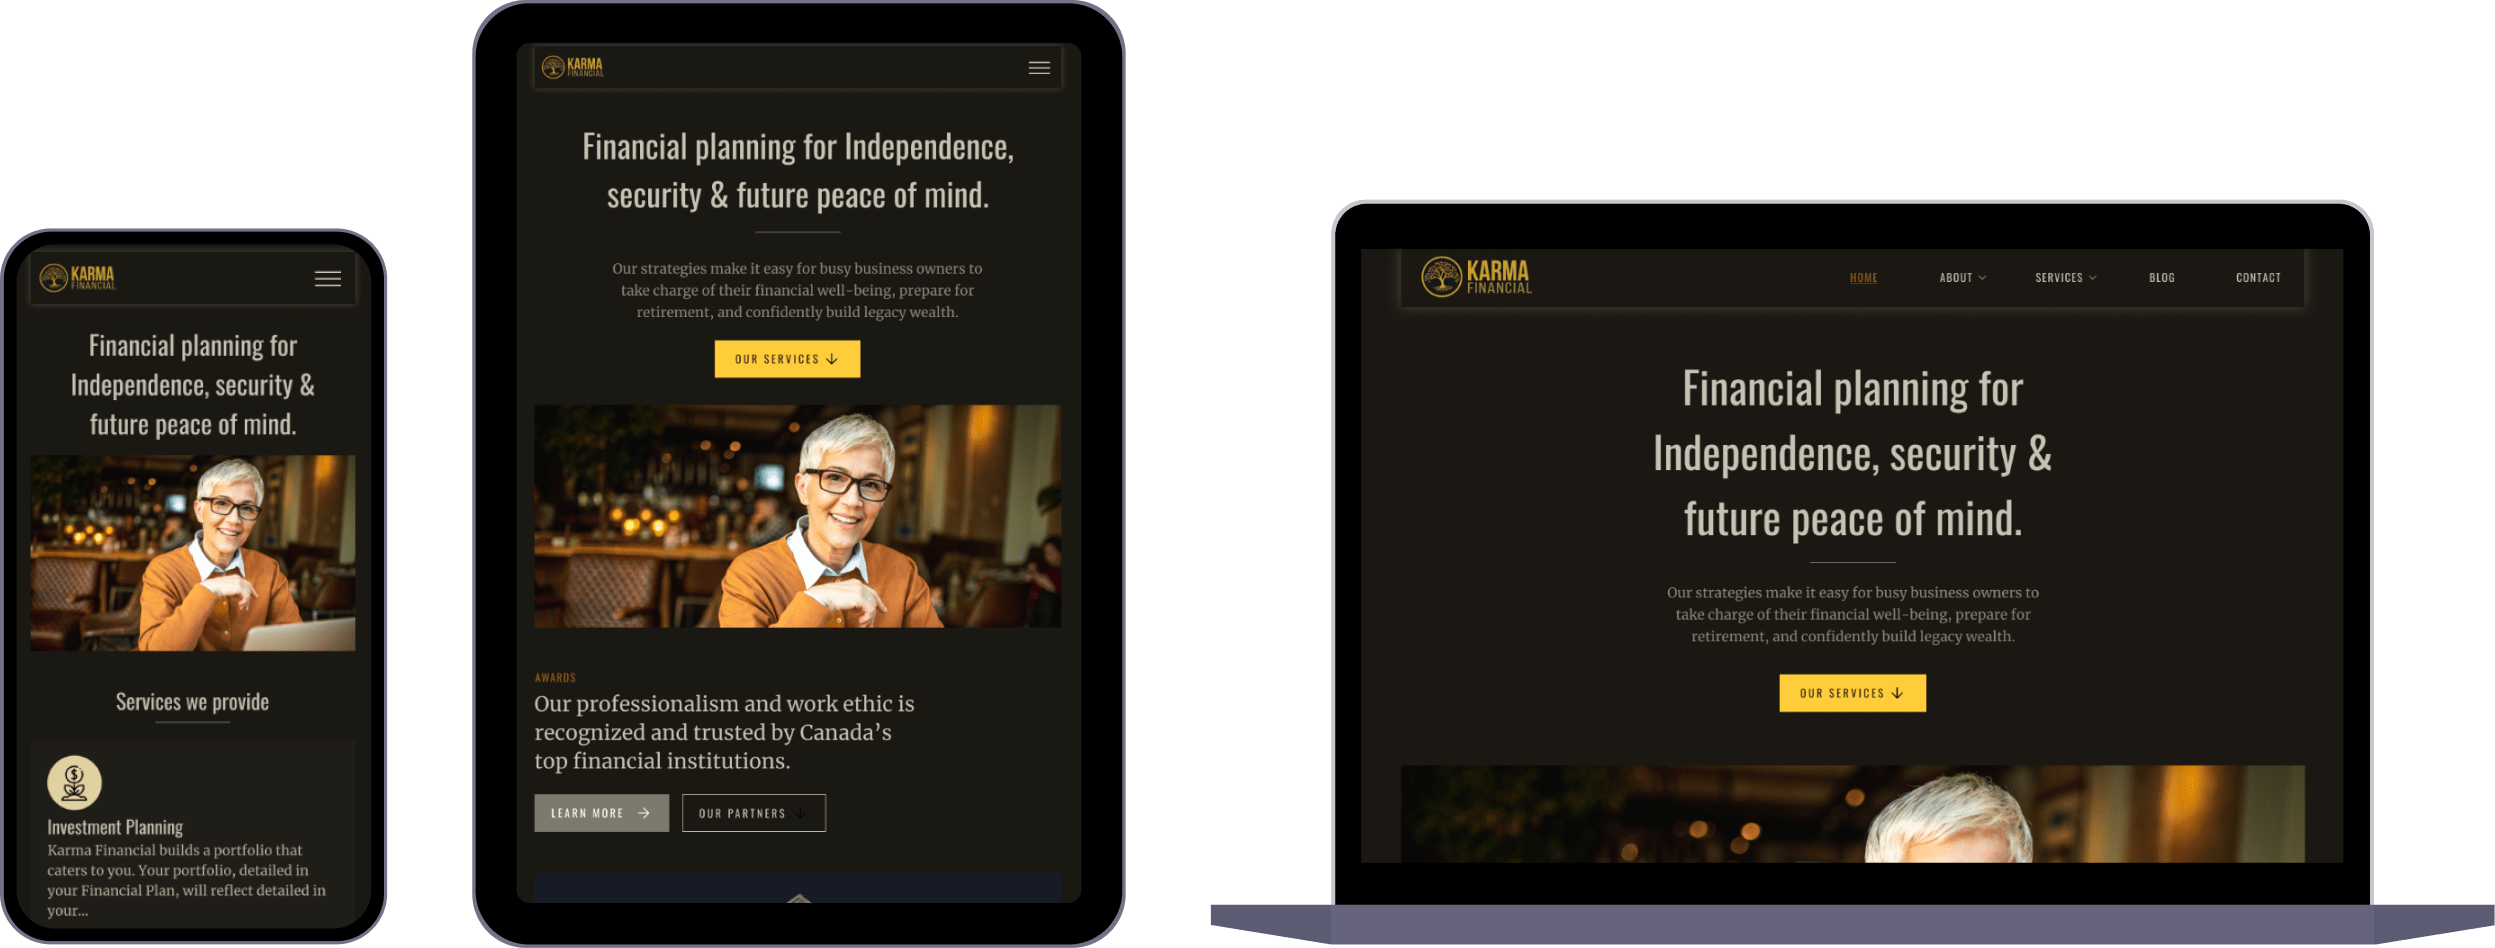 KARMA
FINANCIAL
Financial planning for
Independence, security &
future peace of mind.
Services we provide
Investment Planning
Karma Financial builds a portfolio that
caters to you. Your portfolio, detailed in
your Financial Plan, will reflect detailed in
your...
KARMA
FINANCIAL
Financial planning for Independence,
security & future peace of mind.
Our strategies make it easy for busy business owners to
take charge of their financial well-being, prepare for
retirement, and confidently build legacy wealth.
OUR SERVICES
AWARDS
Our professionalism and work ethic is
recognized and trusted by Canada’s
top financial institutions.
LEARN MORE
OUR PARTNERS
KARMA
FINANCIAL
HOME ABOUT SERVICES BLOG CONTACT
Financial planning for
Independence, security &
future peace of mind.
Our strategies make it easy for busy business owners to
take charge of their financial well-being, prepare for
retirement, and confidently build legacy wealth.
OUR SERVICES